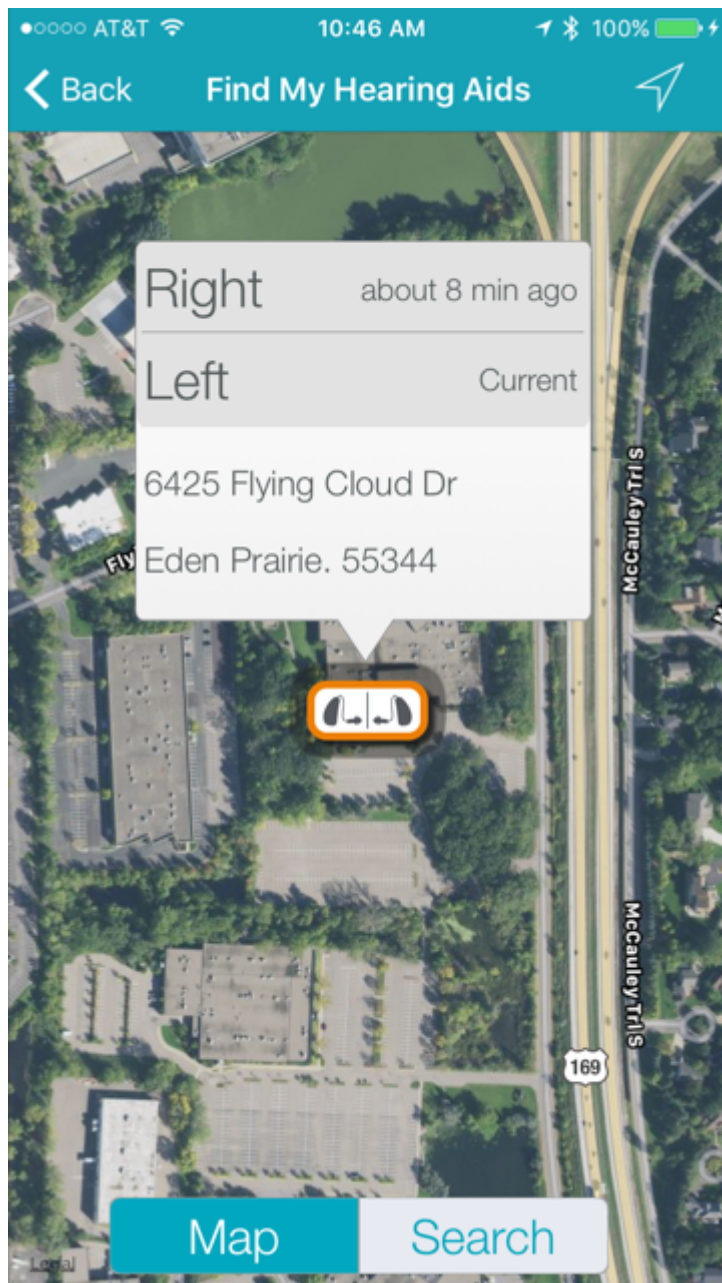 AT&T 10:46 AM 100%
Back Find My Hearing Aids
Right about 8 min ago
Left Current
6425 Flying Cloud Dr
Eden Prairie. 55344
McCauley Trl S
Fly
McCauley Trl S
169
Map Search
Legal